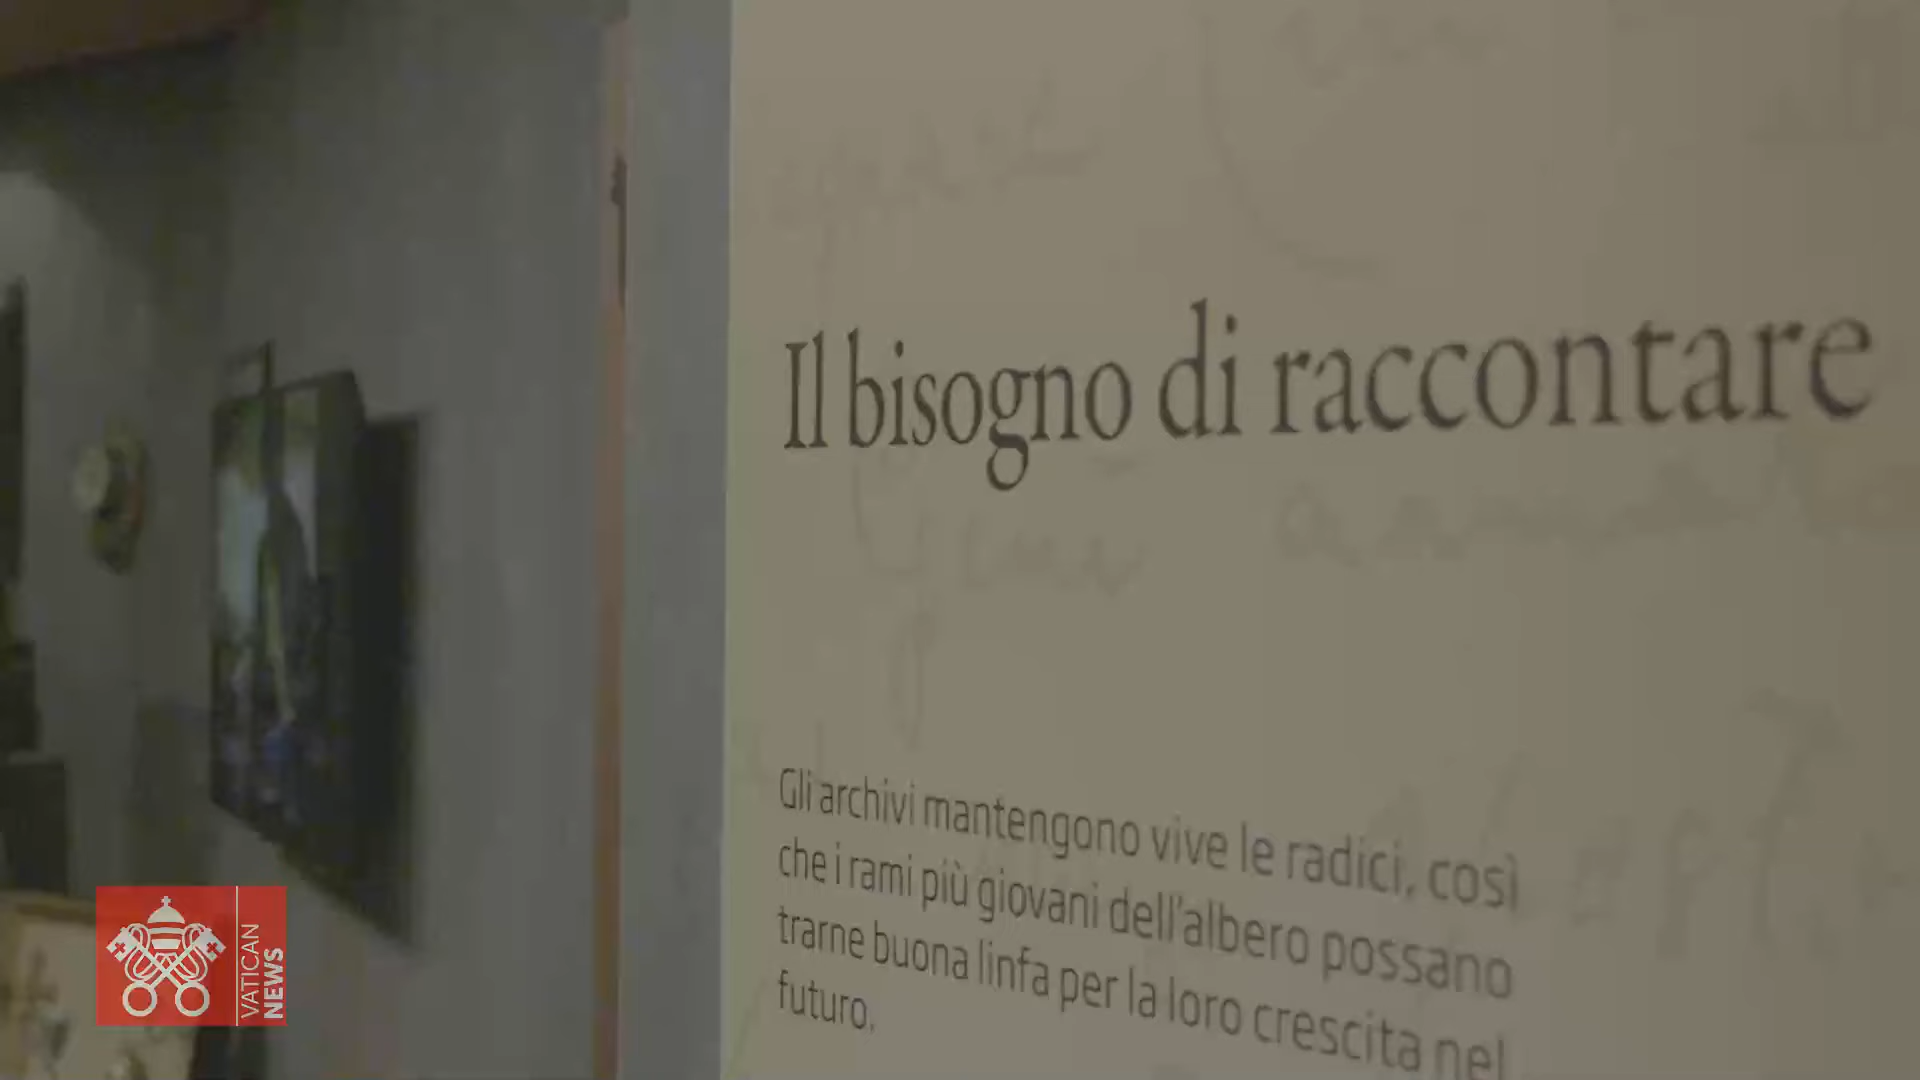 Il bisogno di raccontare
Gli archivi mantengono vive le radici, così
che i rami più giovani dell'albero possano
trarne buona linfa per la loro crescita nel
futuro.
VATICAN
NEWS